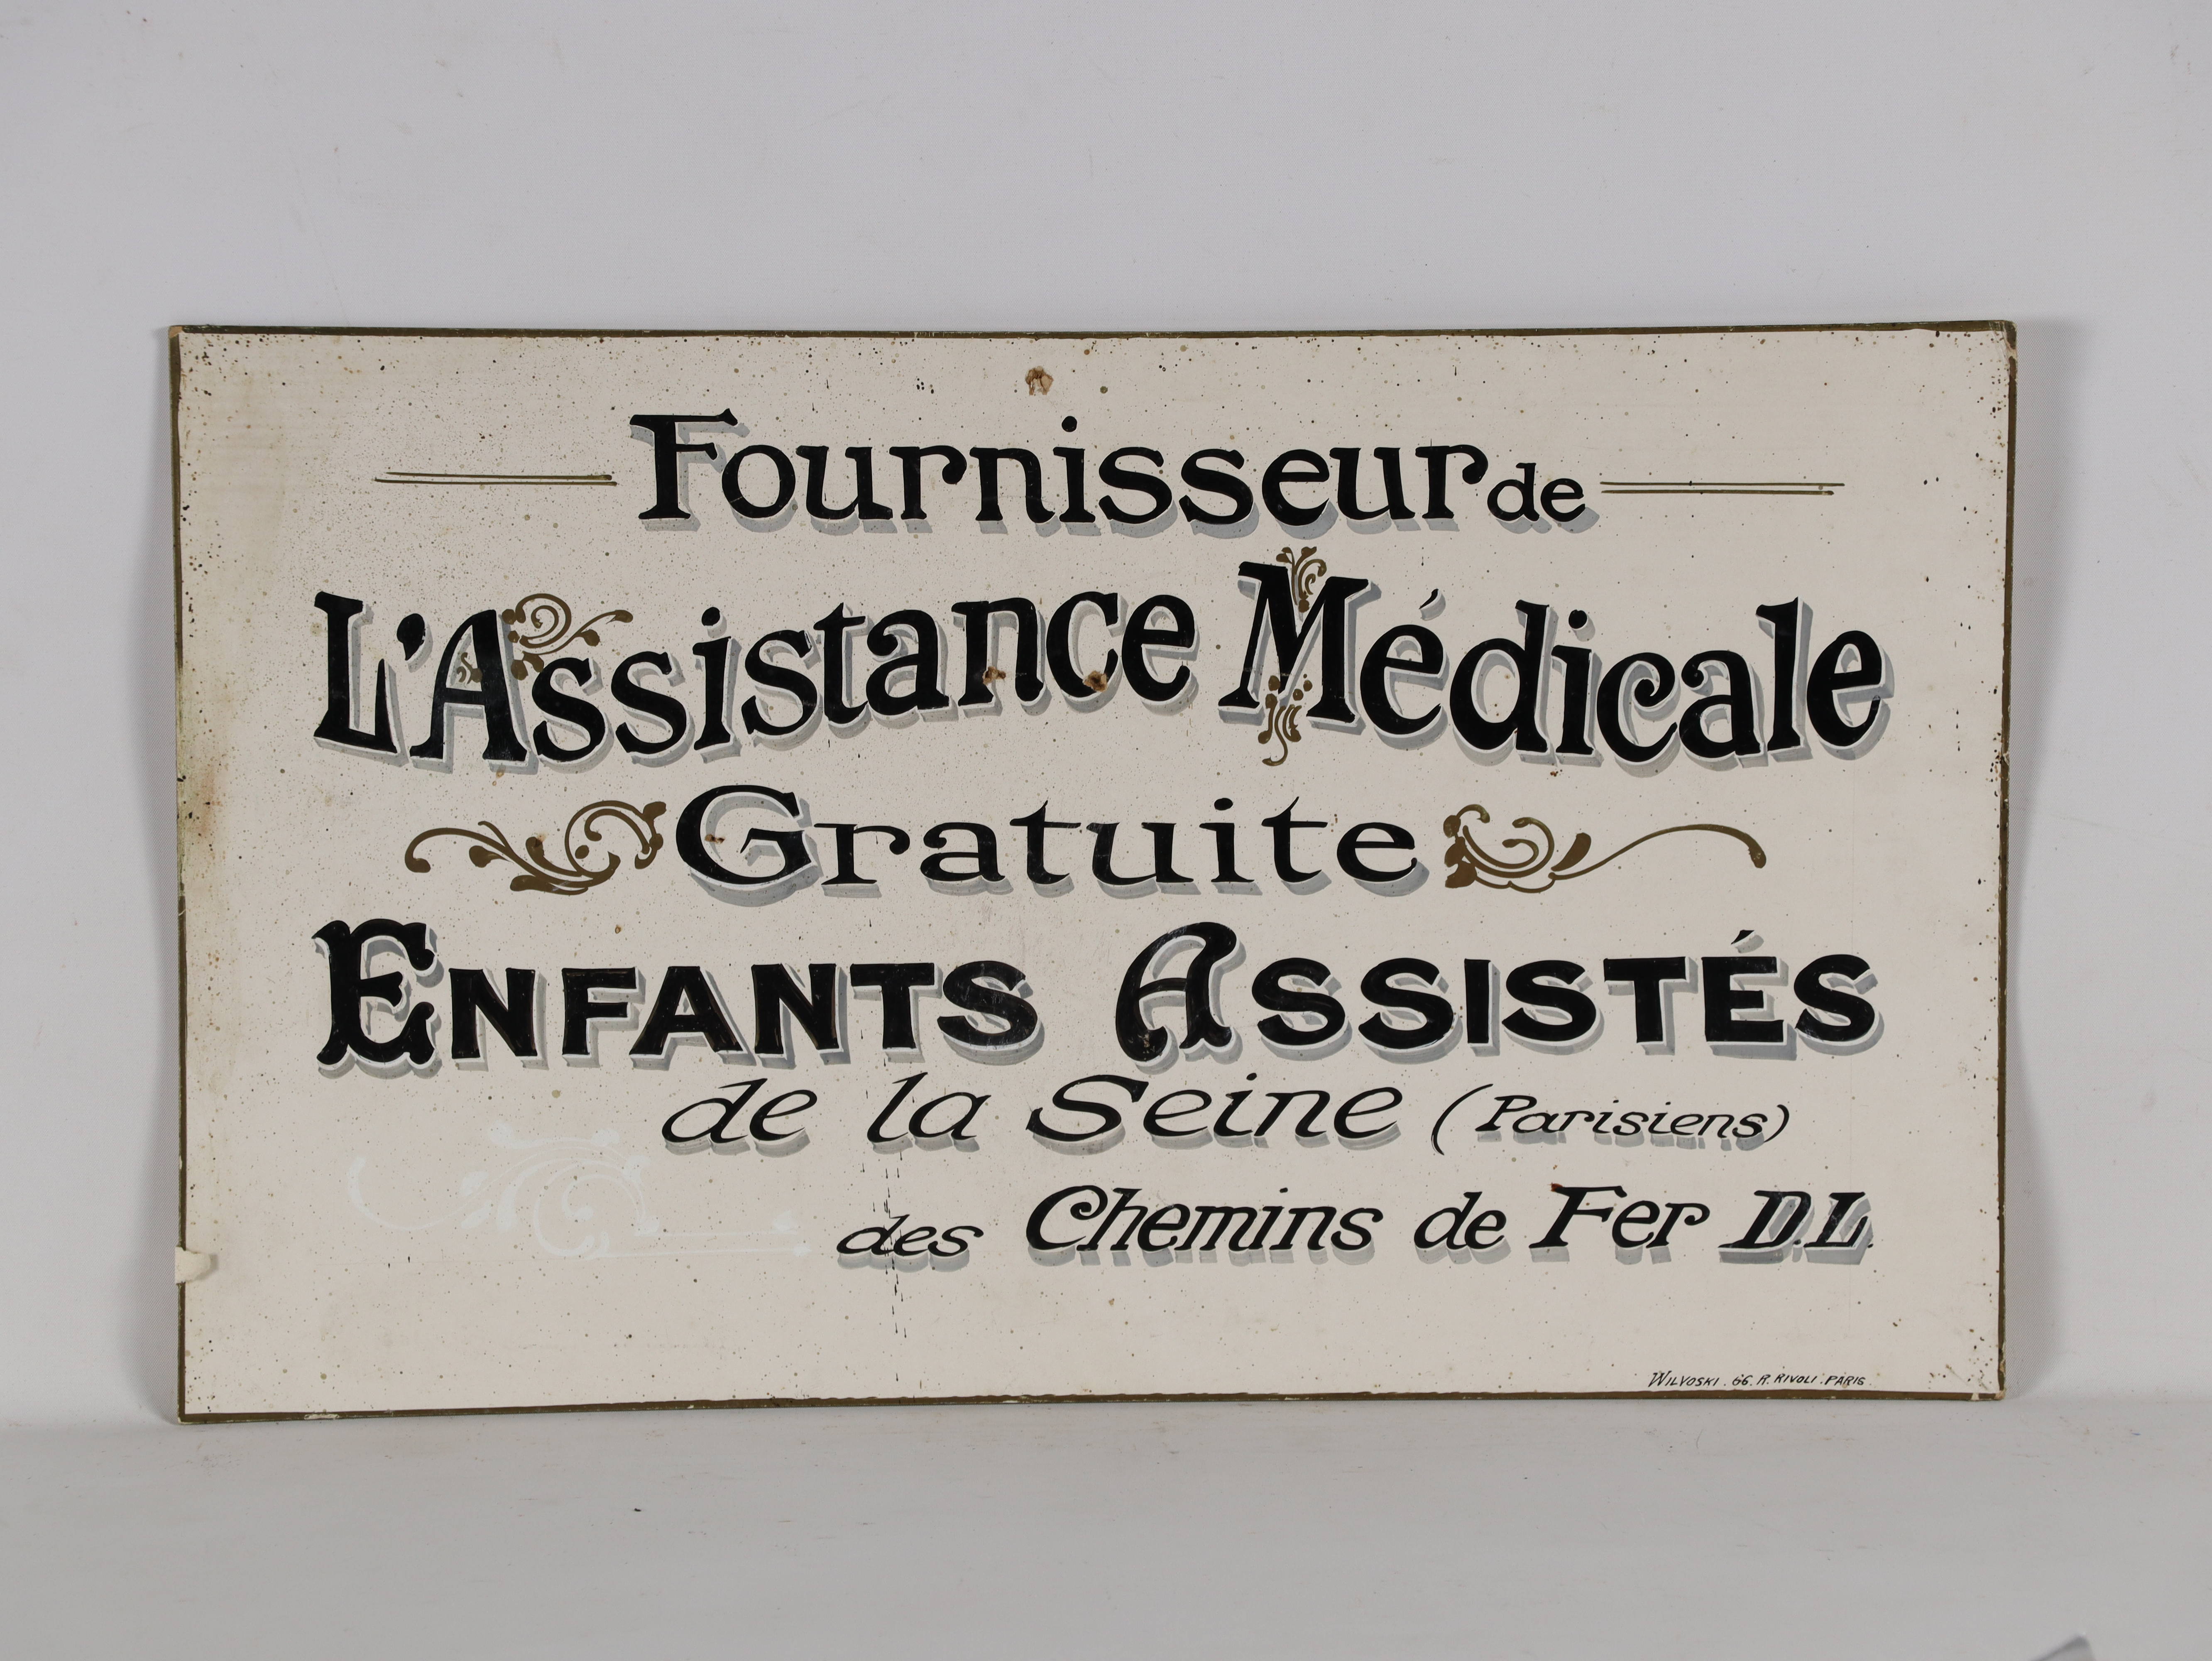 Fournisseur de
L'Assistance Médicale
Gratuite
ENFANTS ASSISTÉS
de la Seine (Parisiens)
des Chemins de Fer D.L.
WILVOSKI. 66. R. RIVOLI. PARIS.